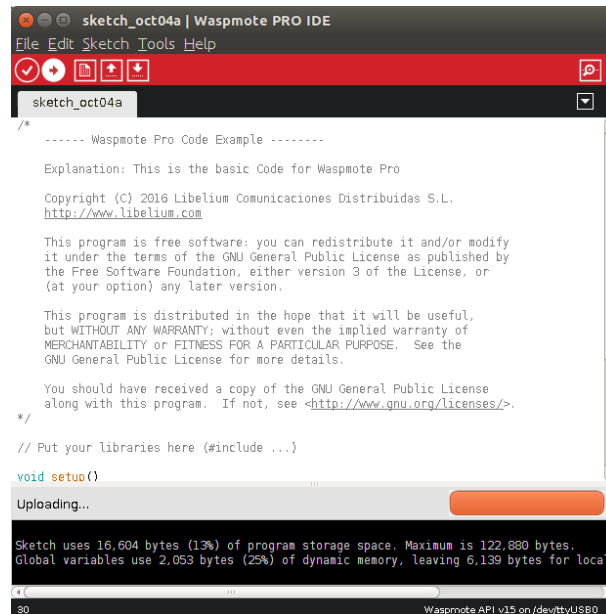 sketch_oct04a | Waspmote PRO IDE
File Edit Sketch Tools Help
sketch_oct04a
/*
------ Waspmote Pro Code Example --------
Explanation: This is the basic Code for Waspmote Pro
Copyright (C) 2016 Libelium Comunicaciones Distribuidas S.L.
http://www.libelium.com
This program is free software: you can redistribute it and/or modify
it under the terms of the GNU General Public License as published by
the Free Software Foundation, either version 3 of the License, or
(at your option) any later version.
This program is distributed in the hope that it will be useful,
but WITHOUT ANY WARRANTY; without even the implied warranty of
MERCHANTABILITY or FITNESS FOR A PARTICULAR PURPOSE.  See the
GNU General Public License for more details.
You should have received a copy of the GNU General Public License
along with this program.  If not, see <http://www.gnu.org/licenses/>.
*/
// Put your libraries here (#include ...)
void setup()
Uploading...
Sketch uses 16,604 bytes (13%) of program storage space. Maximum is 122,880 bytes.
Global variables use 2,053 bytes (25%) of dynamic memory, leaving 6,139 bytes for loca
30 Waspmote API v15 on /dev/ttyUSB0